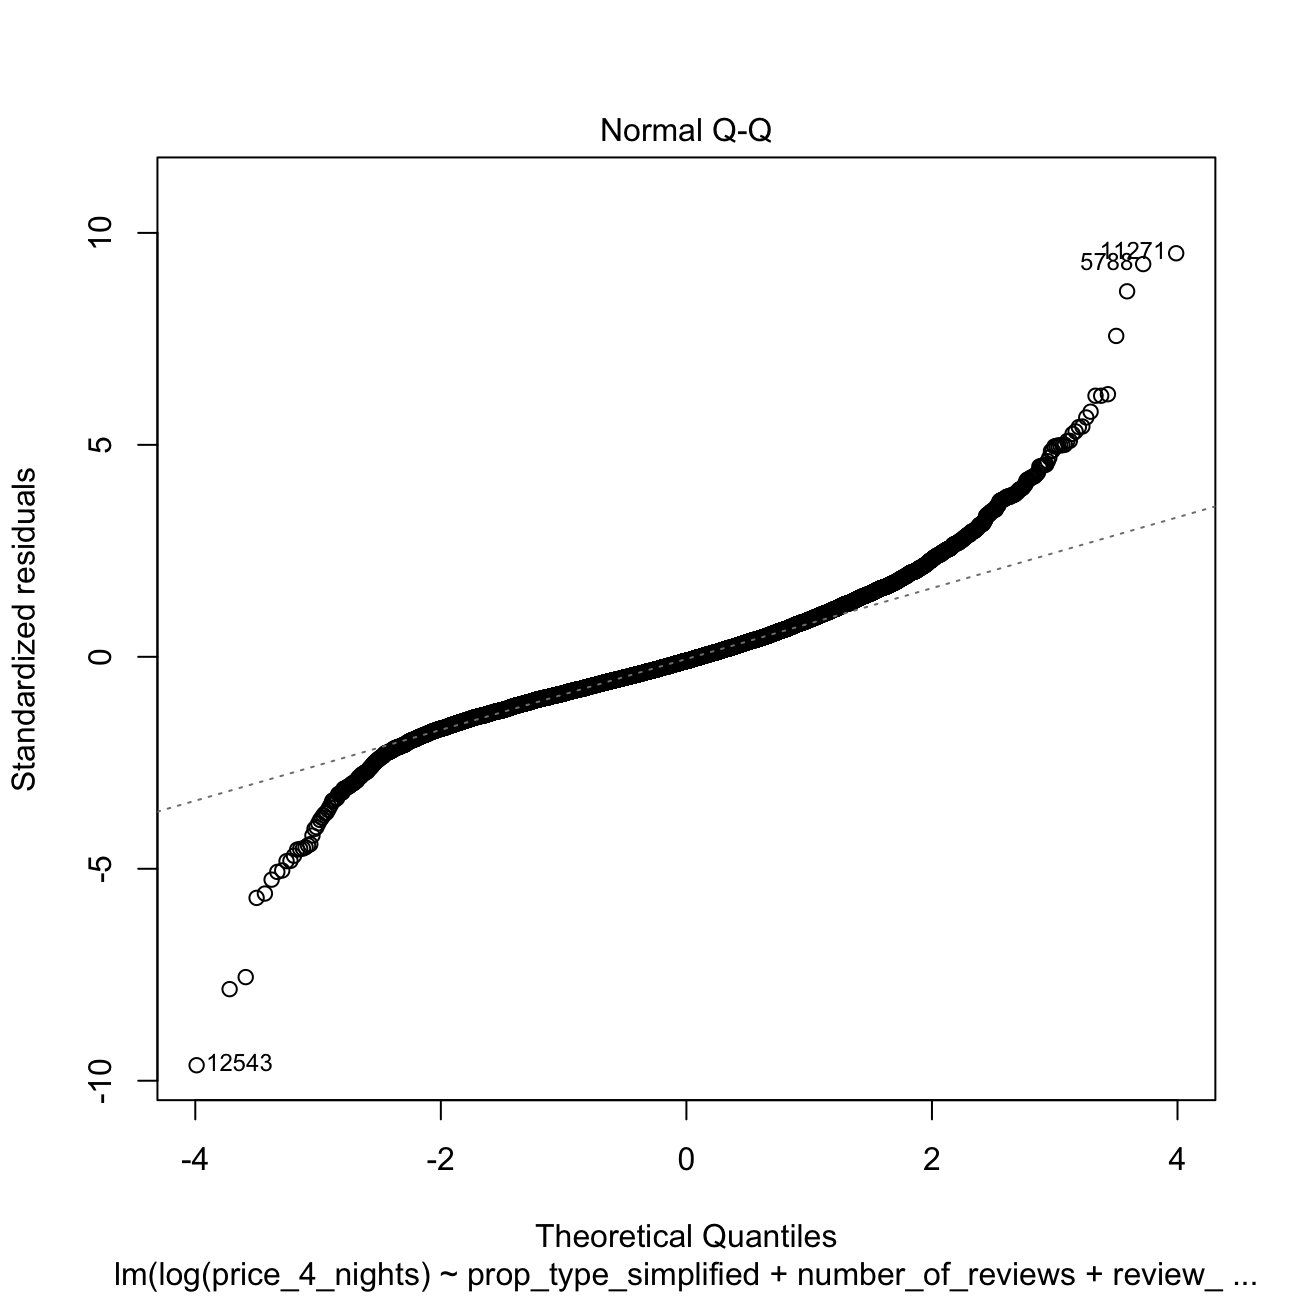 Normal Q-Q
10
5
0
-5
-10
Standardized residuals
11271
5788
12543
-4 -2 0 2 4
Theoretical Quantiles
lm(log(price_4_nights) ~ prop_type_simplified + number_of_reviews + review_ ...